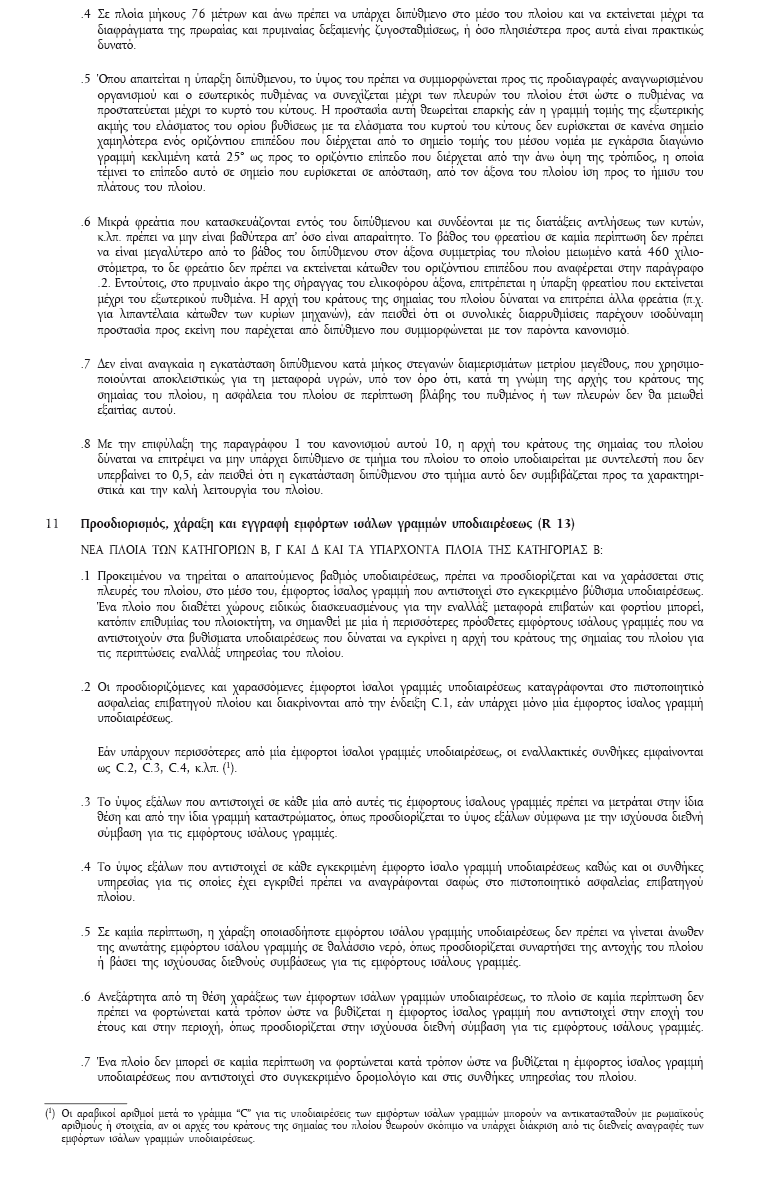 .4 Σε πλοία μήκους 76 μέτρων και άνω πρέπει να υπάρχει διπύθμενο στο μέσο του πλοίου και να εκτείνεται μέχρι τα
διαφράγματα της πρωραίας και πρυμναίας δεξαμενής ζυγοσταθμίσεως, ή όσο πλησιέστερα προς αυτά είναι πρακτικώς
δυνατό.
.5 Όπου απαιτείται η ύπαρξη διπύθμενου, το ύψος του πρέπει να συμμορφώνεται προς τις προδιαγραφές αναγνωρισμένου
οργανισμού και ο εσωτερικός πυθμένας να συνεχίζεται μέχρι των πλευρών του πλοίου έτσι ώστε ο πυθμένας να
προστατεύεται μέχρι το κυρτό του κύτους. Η προστασία αυτή θεωρείται επαρκής εάν η γραμμή τομής της εξωτερικής
ακμής του ελάσματος του ορίου βυθίσεως με τα ελάσματα του κυρτού του κύτους δεν ευρίσκεται σε κανένα σημείο
χαμηλότερα ενός οριζόντιου επιπέδου που διέρχεται από το σημείο τομής του μέσου νομέα με εγκάρσια διαγώνιο
γραμμή κεκλιμένη κατά 25° ως προς το οριζόντιο επίπεδο που διέρχεται από την άνω όψη της τρόπιδος, η οποία
τέμνει το επίπεδο αυτό σε σημείο που ευρίσκεται σε απόσταση, από τον άξονα του πλοίου ίση προς το ήμισυ του
πλάτους του πλοίου.
.6 Μικρά φρεάτια που κατασκευάζονται εντός του διπύθμενου και συνδέονται με τις διατάξεις αντλήσεως των κυτών,
κ.λπ. πρέπει να μην είναι βαθύτερα απ’ όσο είναι απαραίτητο. Το βάθος του φρεατίου σε καμία περίπτωση δεν πρέπει
να είναι μεγαλύτερο από το βάθος του διπύθμενου στον άξονα συμμετρίας του πλοίου μειωμένο κατά 460 χιλιο-
στόμετρα, το δε φρεάτιο δεν πρέπει να εκτείνεται κάτωθεν του οριζόντιου επιπέδου που αναφέρεται στην παράγραφο
.2. Εντούτοις, στο πρυμναίο άκρο της σήραγγας του ελικοφόρου άξονα, επιτρέπεται η ύπαρξη φρεατίου που εκτείνεται
μέχρι του εξωτερικού πυθμένα. Η αρχή του κράτους της σημαίας του πλοίου δύναται να επιτρέπει άλλα φρεάτια (π.χ.
για λιπαντέλαια κάτωθεν των κυρίων μηχανών), εάν πεισθεί ότι οι συνολικές διαρρυθμίσεις παρέχουν ισοδύναμη
προστασία προς εκείνη που παρέχεται από διπύθμενο που συμμορφώνεται με τον παρόντα κανονισμό.
.7 Δεν είναι αναγκαία η εγκατάσταση διπύθμενου κατά μήκος στεγανών διαμερισμάτων μετρίου μεγέθους, που χρησιμο-
ποιούνται αποκλειστικώς για τη μεταφορά υγρών, υπό τον όρο ότι, κατά τη γνώμη της αρχής του κράτους της
σημαίας του πλοίου, η ασφάλεια του πλοίου σε περίπτωση βλάβης του πυθμένος ή των πλευρών δεν θα μειωθεί
εξαιτίας αυτού.
.8 Με την επιφύλαξη της παραγράφου 1 του κανονισμού αυτού 10, η αρχή του κράτους της σημαίας του πλοίου
δύναται να επιτρέψει να μην υπάρχει διπύθμενο σε τμήμα του πλοίου το οποίο υποδιαιρείται με συντελεστή που δεν
υπερβαίνει το 0,5, εάν πεισθεί ότι η εγκατάσταση διπύθμενου στο τμήμα αυτό δεν συμβιβάζεται προς τα χαρακτηρι-
στικά και την καλή λειτουργία του πλοίου.
11 Προσδιορισμός, χάραξη και εγγραφή εμφόρτων ισάλων γραμμών υποδιαιρέσεως (R 13)
ΝΕΑ ΠΛΟΙΑ ΤΩΝ ΚΑΤΗΓΟΡΙΩΝ Β, Γ ΚΑΙ Δ ΚΑΙ ΤΑ ΥΠΑΡΧΟΝΤΑ ΠΛΟΙΑ ΤΗΣ ΚΑΤΗΓΟΡΙΑΣ Β:
.1 Προκειμένου να τηρείται ο απαιτούμενος βαθμός υποδιαιρέσεως, πρέπει να προσδιορίζεται και να χαράσσεται στις
πλευρές του πλοίου, στο μέσο του, έμφορτος ίσαλος γραμμή που αντιστοιχεί στο εγκεκριμένο βύθισμα υποδιαιρέσεως.
Ένα πλοίο που διαθέτει χώρους ειδικώς διασκευασμένους για την εναλλάξ μεταφορά επιβατών και φορτίου μπορεί,
κατόπιν επιθυμίας του πλοιοκτήτη, να σημανθεί με μία ή περισσότερες πρόσθετες εμφόρτους ισάλους γραμμές που να
αντιστοιχούν στα βυθίσματα υποδιαιρέσεως που δύναται να εγκρίνει η αρχή του κράτους της σημαίας του πλοίου για
τις περιπτώσεις εναλλάξ υπηρεσίας του πλοίου.
.2 Οι προσδιοριζόμενες και χαρασσόμενες έμφορτοι ίσαλοι γραμμές υποδιαιρέσεως καταγράφονται στο πιστοποιητικό
ασφαλείας επιβατηγού πλοίου και διακρίνονται από την ένδειξη C.1, εάν υπάρχει μόνο μία έμφορτος ίσαλος γραμμή
υποδιαιρέσεως.
Εάν υπάρχουν περισσότερες από μία έμφορτοι ίσαλοι γραμμές υποδιαιρέσεως, οι εναλλακτικές συνθήκες εμφαίνονται
ως C.2, C.3, C.4, κ.λπ. (¹).
.3 Το ύψος εξάλων που αντιστοιχεί σε κάθε μία από αυτές τις έμφορτους ίσαλους γραμμές πρέπει να μετράται στην ίδια
θέση και από την ίδια γραμμή καταστρώματος, όπως προσδιορίζεται το ύψος εξάλων σύμφωνα με την ισχύουσα διεθνή
σύμβαση για τις εμφόρτους ισάλους γραμμές.
.4 Το ύψος εξάλων που αντιστοιχεί σε κάθε εγκεκριμένη έμφορτο ίσαλο γραμμή υποδιαιρέσεως καθώς και οι συνθήκες
υπηρεσίας για τις οποίες έχει εγκριθεί πρέπει να αναγράφονται σαφώς στο πιστοποιητικό ασφαλείας επιβατηγού
πλοίου.
.5 Σε καμία περίπτωση, η χάραξη οποιασδήποτε εμφόρτου ισάλου γραμμής υποδιαιρέσεως δεν πρέπει να γίνεται άνωθεν
της ανωτάτης εμφόρτου ισάλου γραμμής σε θαλάσσιο νερό, όπως προσδιορίζεται συναρτήσει της αντοχής του πλοίου
ή βάσει της ισχύουσας διεθνούς συμβάσεως για τις εμφόρτους ισάλους γραμμές.
.6 Ανεξάρτητα από τη θέση χαράξεως των έμφορτων ισάλων γραμμών υποδιαιρέσεως, το πλοίο σε καμία περίπτωση δεν
πρέπει να φορτώνεται κατά τρόπον ώστε να βυθίζεται η έμφορτος ίσαλος γραμμή που αντιστοιχεί στην εποχή του
έτους και στην περιοχή, όπως προσδιορίζεται στην ισχύουσα διεθνή σύμβαση για τις εμφόρτους ισάλους γραμμές.
.7 Ένα πλοίο δεν μπορεί σε καμία περίπτωση να φορτώνεται κατά τρόπον ώστε να βυθίζεται η έμφορτος ίσαλος γραμμή
υποδιαιρέσεως που αντιστοιχεί στο συγκεκριμένο δρομολόγιο και στις συνθήκες υπηρεσίας του πλοίου.
(¹) Οι αραβικοί αριθμοί μετά το γράμμα “C” για τις υποδιαιρέσεις των εμφόρτων ισάλων γραμμών μπορούν να αντικατασταθούν με ρωμαϊκούς
αριθμούς ή στοιχεία, αν οι αρχές του κράτους της σημαίας του πλοίου θεωρούν σκόπιμο να υπάρχει διάκριση από τις διεθνείς αναγραφές των
εμφόρτων ισάλων γραμμών υποδιαιρέσεως.